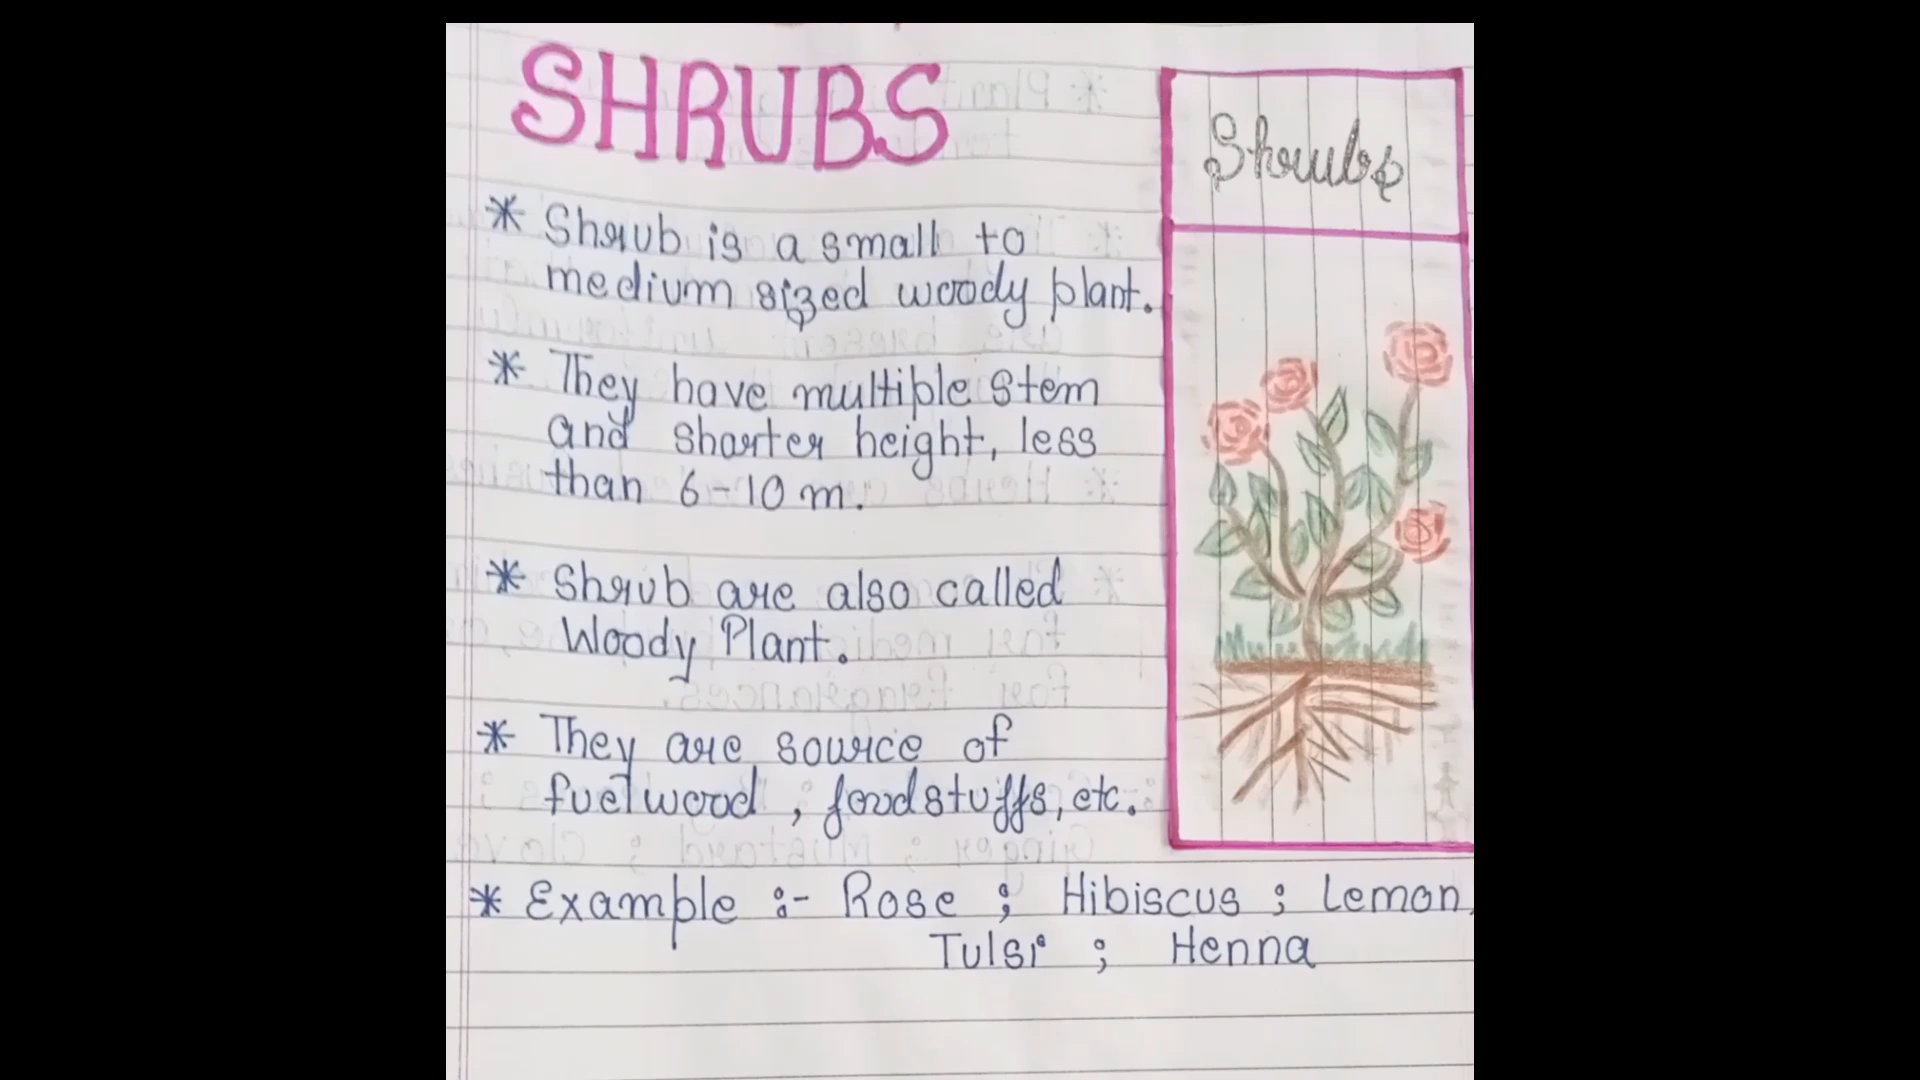 SHRUBS
Shrubs
* Shrub is a small to
medium sized woody plant.
* They have multiple stem
and sharter height, less
than 6-10 m.
* Shrub are also called
Woody Plant.
* They are source of
fuelwood, foodstuffs, etc.
* Example :- Rose ; Hibiscus ; Lemon,
Tulsi ; Henna